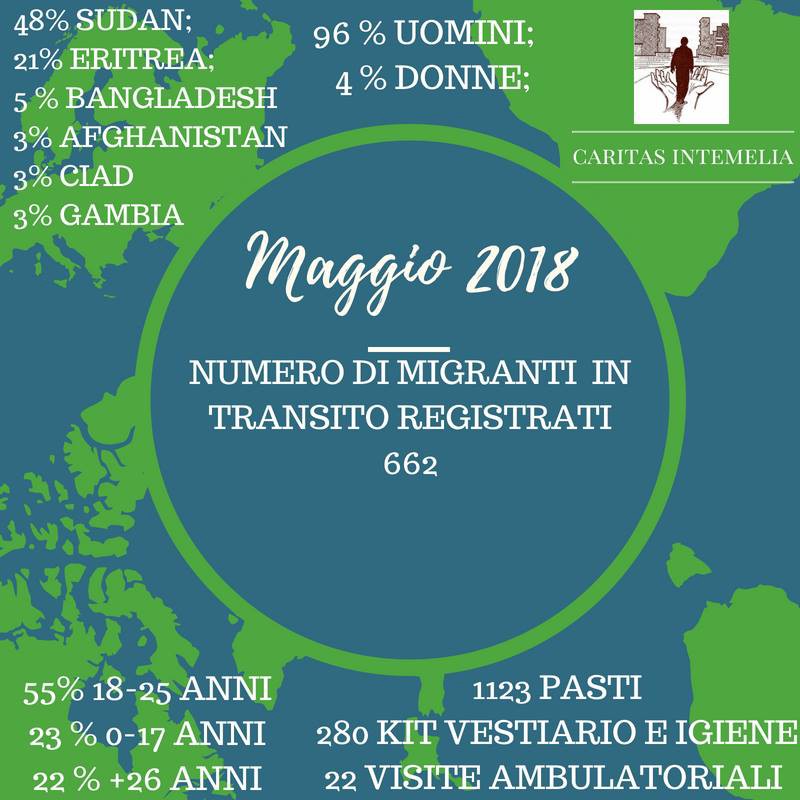 48% SUDAN;
21% ERITREA;
5 % BANGLADESH
3% AFGHANISTAN
3% CIAD
3% GAMBIA
96 % UOMINI;
4 % DONNE;
CARITAS INTEMELIA
Maggio 2018
NUMERO DI MIGRANTI IN
TRANSITO REGISTRATI
662
55% 18-25 ANNI
23 % 0-17 ANNI
22 % +26 ANNI
1123 PASTI
280 KIT VESTIARIO E IGIENE
22 VISITE AMBULATORIALI